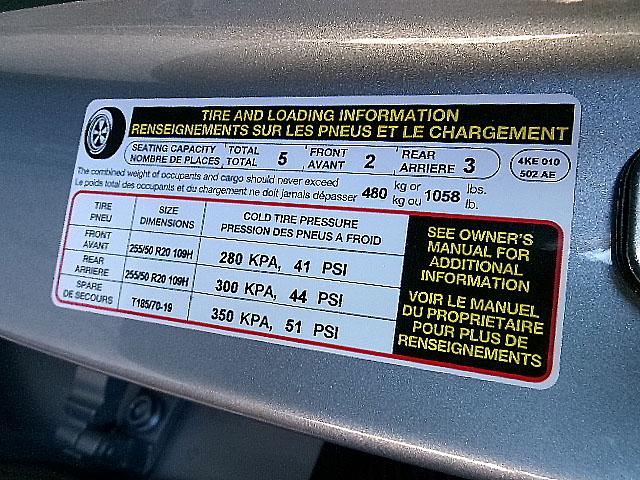 TIRE AND LOADING INFORMATION
RENSEIGNEMENTS SUR LES PNEUS ET LE CHARGEMENT
SEATING CAPACITY TOTAL 5 FRONT 2 REAR 3
NOMBRE DE PLACES TOTAL AVANT ARRIERE
4KE 010
502 AE
The combined weight of occupants and cargo should never exceed 480 kg or 1058 lbs.
Le poids total des occupants et du chargement ne doit jamais dépasser kg ou lb.
TIRE SIZE COLD TIRE PRESSURE
PNEU DIMENSIONS PRESSION DES PNEUS A FROID
FRONT
AVANT 255/50 R20 109H 280 KPA, 41 PSI
REAR
ARRIERE 255/50 R20 109H 300 KPA, 44 PSI
SPARE
DE SECOURS T185/70-19 350 KPA, 51 PSI
SEE OWNER'S
MANUAL FOR
ADDITIONAL
INFORMATION
VOIR LE MANUEL
DU PROPRIETAIRE
POUR PLUS DE
RENSEIGNEMENTS